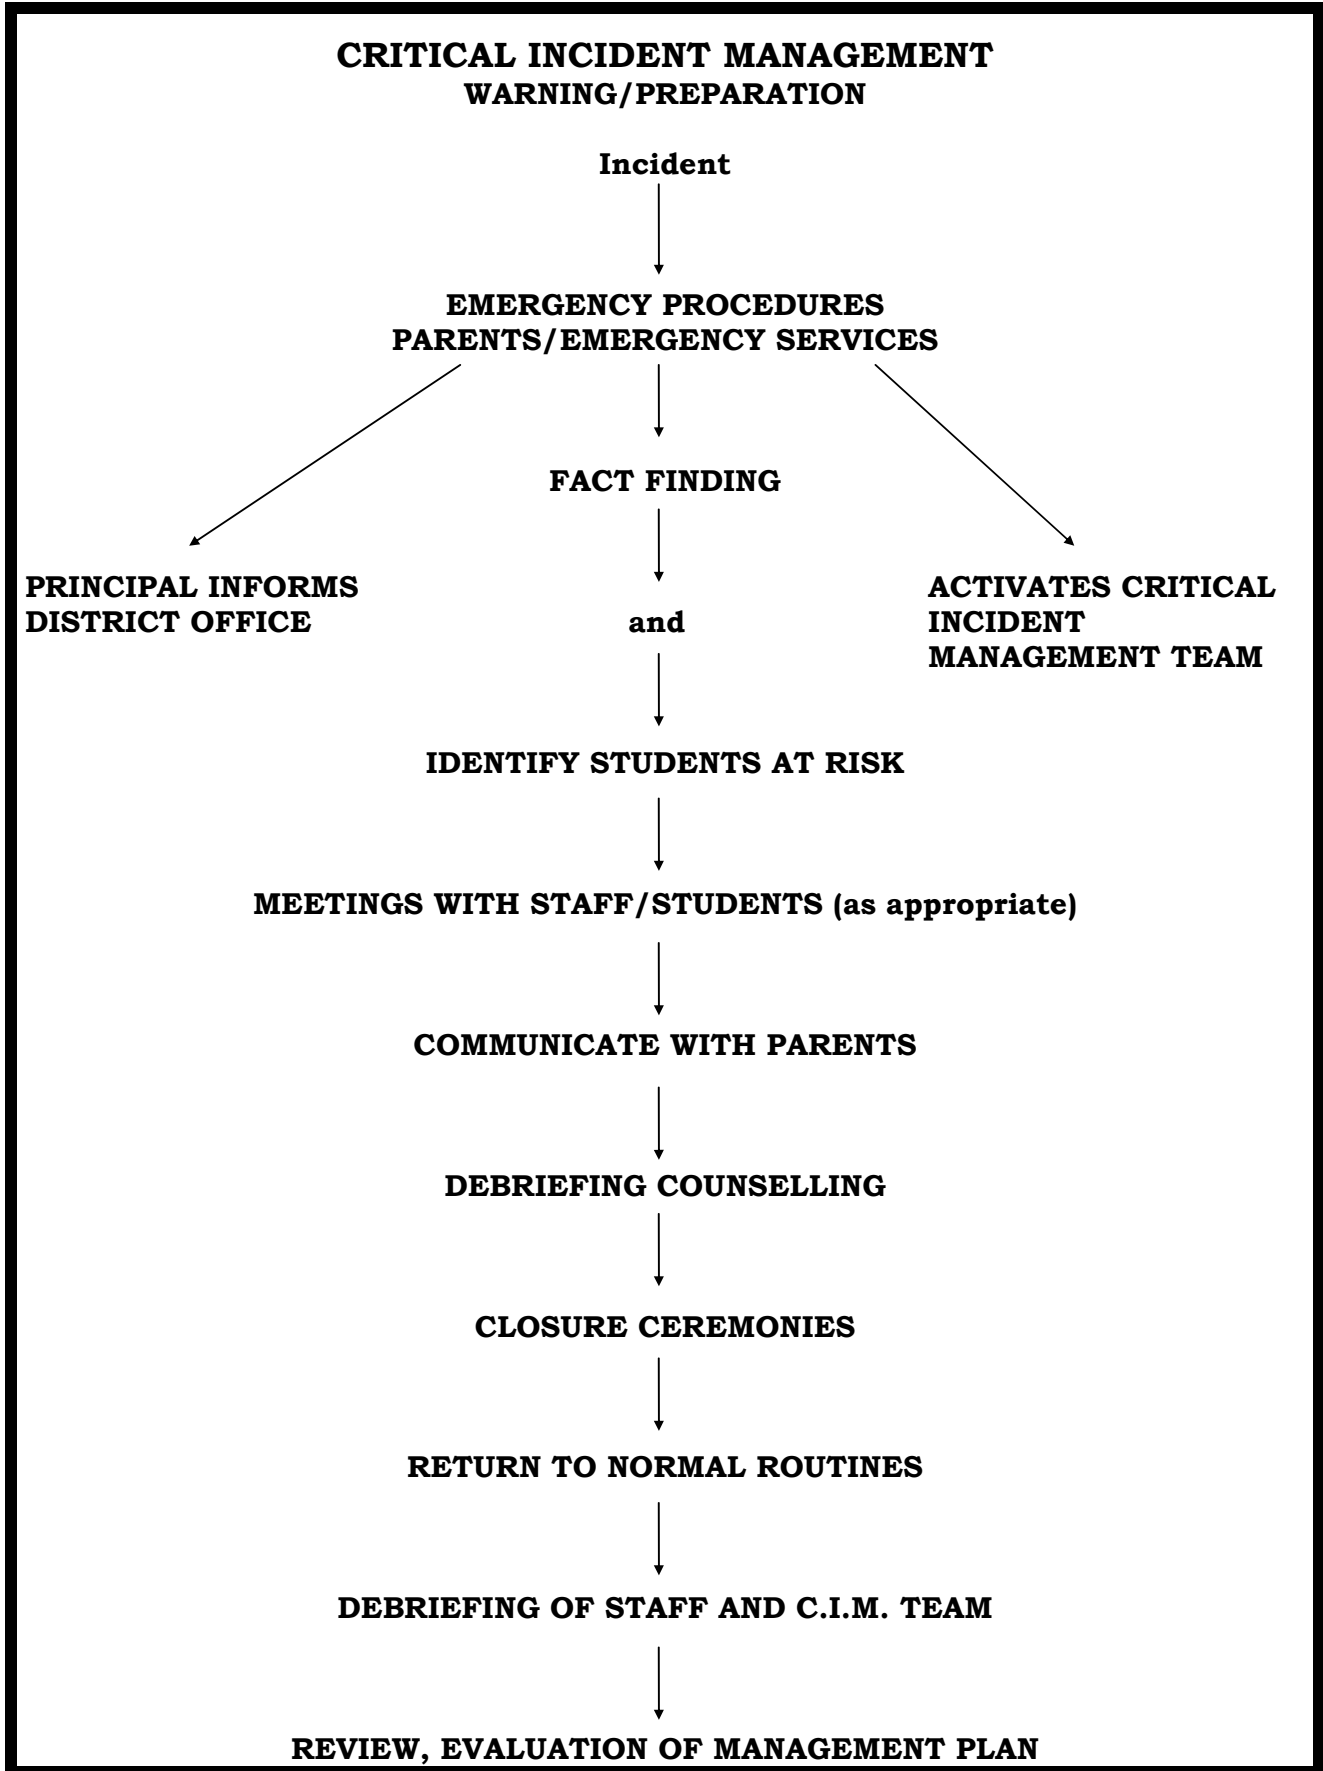 CRITICAL INCIDENT MANAGEMENT
WARNING/PREPARATION
Incident
EMERGENCY PROCEDURES
PARENTS/EMERGENCY SERVICES
FACT FINDING
PRINCIPAL INFORMS
DISTRICT OFFICE
and
ACTIVATES CRITICAL
INCIDENT
MANAGEMENT TEAM
IDENTIFY STUDENTS AT RISK
MEETINGS WITH STAFF/STUDENTS (as appropriate)
COMMUNICATE WITH PARENTS
DEBRIEFING COUNSELLING
CLOSURE CEREMONIES
RETURN TO NORMAL ROUTINES
DEBRIEFING OF STAFF AND C.I.M. TEAM
REVIEW, EVALUATION OF MANAGEMENT PLAN